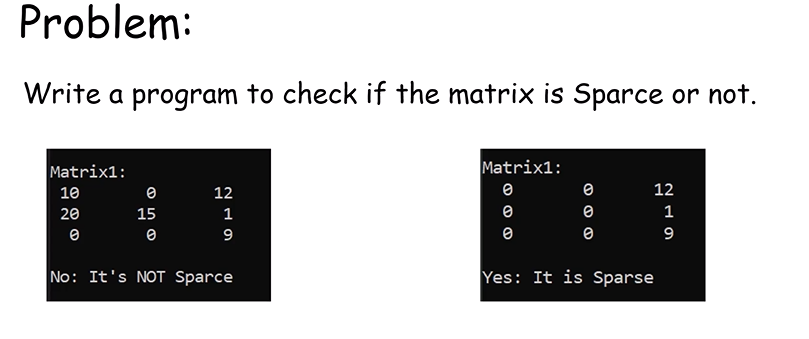 Problem:
Write a program to check if the matrix is Sparce or not.
Matrix1:
10 0 12
20 15 1
0 0 9
No: It's NOT Sparce
Matrix1:
0 0 12
0 0 1
0 0 9
Yes: It is Sparse